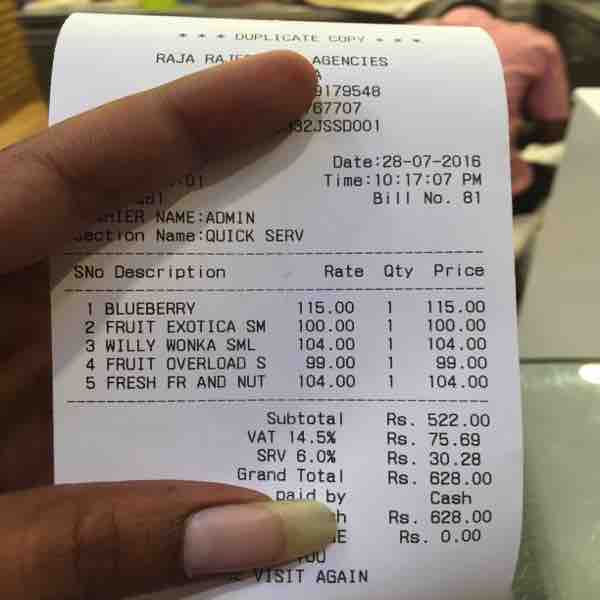 * * * DUPLICATE COPY * * *
RAJA AGENCIES
9179548
67707
32JSSD001
Date:28-07-2016
Time:10:17:07 PM
Bill No. 81
NAME:ADMIN
Name:QUICK SERV
SNo Description Rate Qty Price
1 BLUEBERRY 115.00 1 115.00
2 FRUIT EXOTICA SM 100.00 1 100.00
3 WILLY WONKA SML 104.00 1 104.00
4 FRUIT OVERLOAD S 99.00 1 99.00
5 FRESH FR AND NUT 104.00 1 104.00
Subtotal Rs. 522.00
VAT 14.5% Rs. 75.69
SRV 6.0% Rs. 30.28
Grand Total Rs. 628.00
paid by Cash
Rs. 628.00
Rs. 0.00
VISIT AGAIN